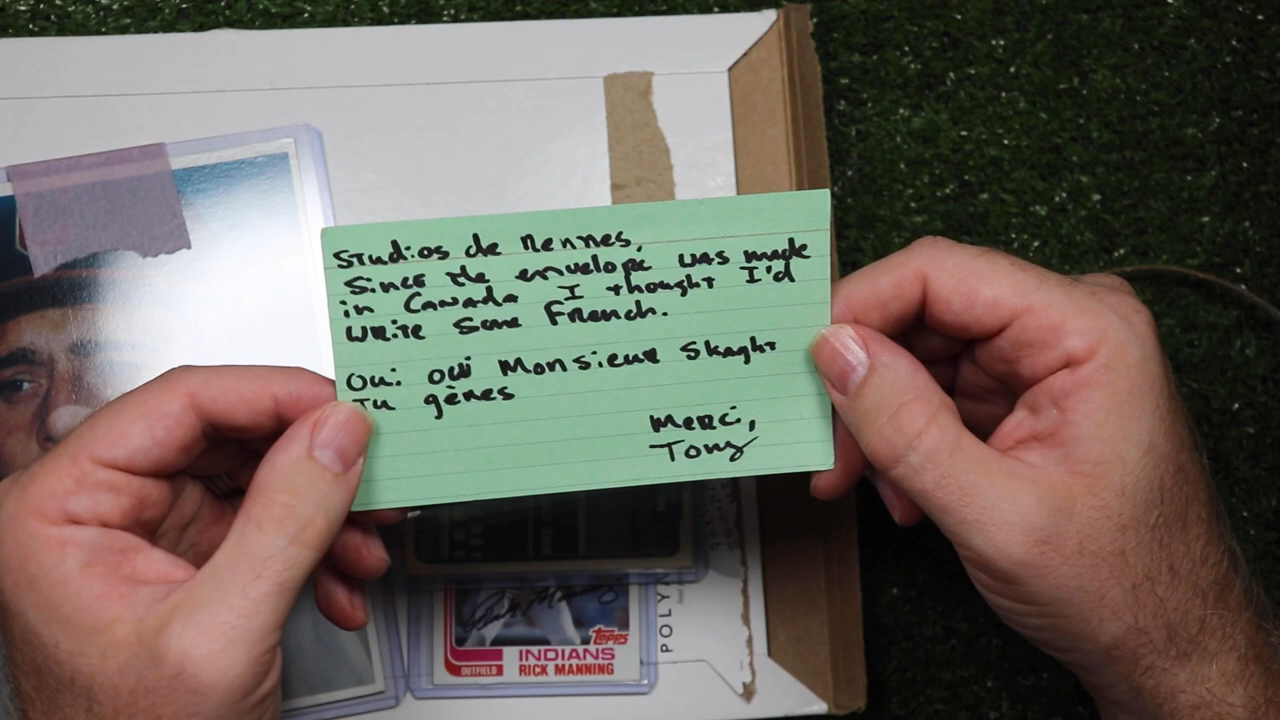 Studios de Rennes,
Since the envelope was made
in Canada I thought I'd
write some French.
Oui oui Monsieur Skaght
Tu gènes
Merci,
Tony
Topps
INDIANS
OUTFIELD
RICK MANNING
POLY